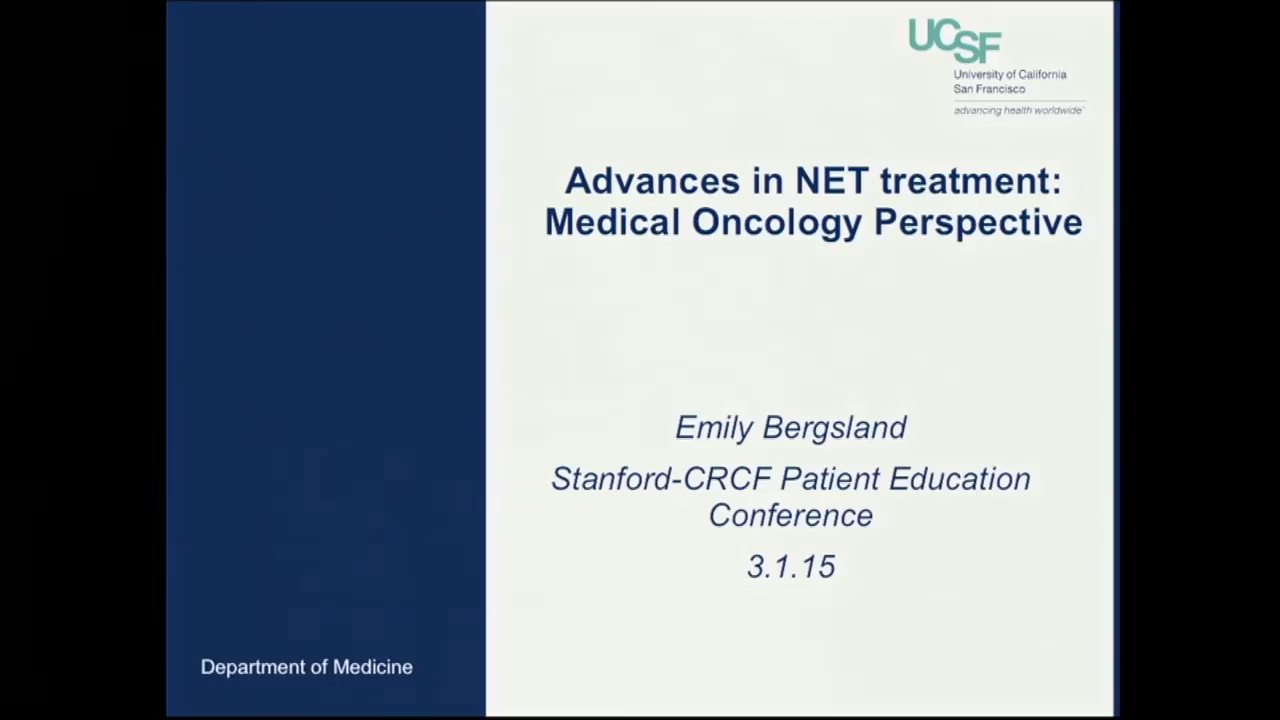 UCSF
University of California
San Francisco
advancing health worldwide™
Advances in NET treatment:
Medical Oncology Perspective
Emily Bergsland
Stanford-CRCF Patient Education
Conference
3.1.15
Department of Medicine